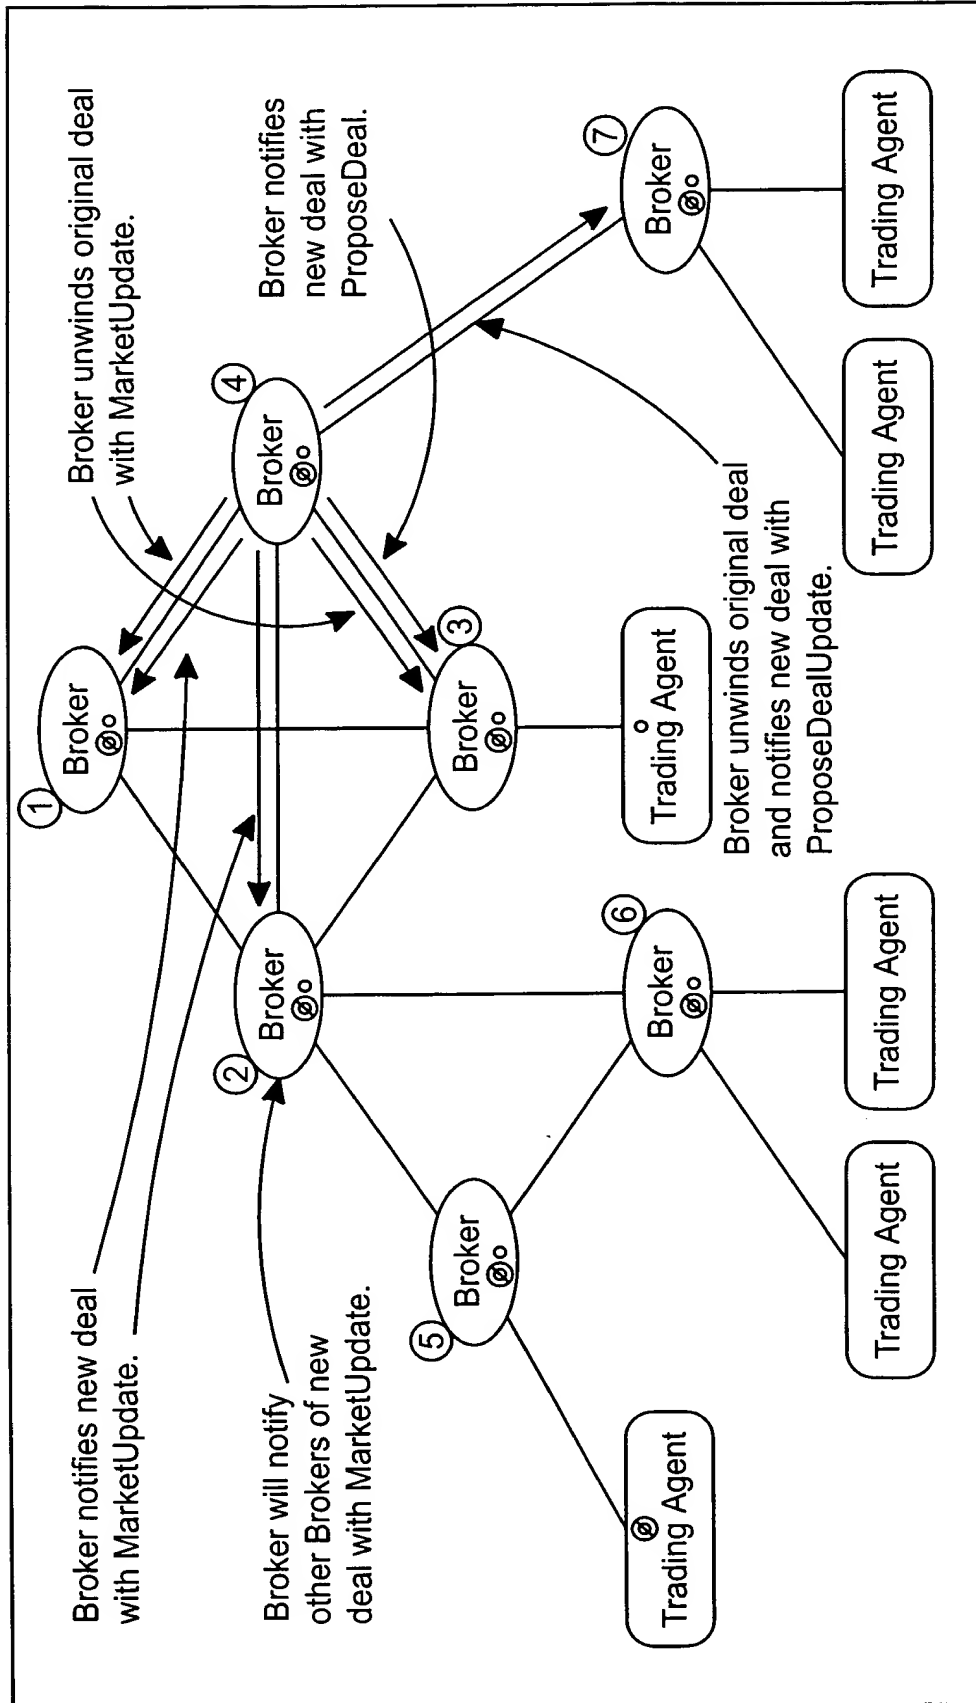 Broker notifies new deal
with MarketUpdate.
Broker unwinds original deal
with MarketUpdate.
1
Broker
Broker will notify
other Brokers of new
deal with MarketUpdate.
2
Broker
4
Broker
Broker notifies
new deal with
ProposeDeal.
5
Broker
3
Broker
Trading Agent
6
Broker
Trading Agent
7
Broker
Broker unwinds original deal
and notifies new deal with
ProposeDealUpdate.
Trading Agent
Trading Agent
Trading Agent
Trading Agent